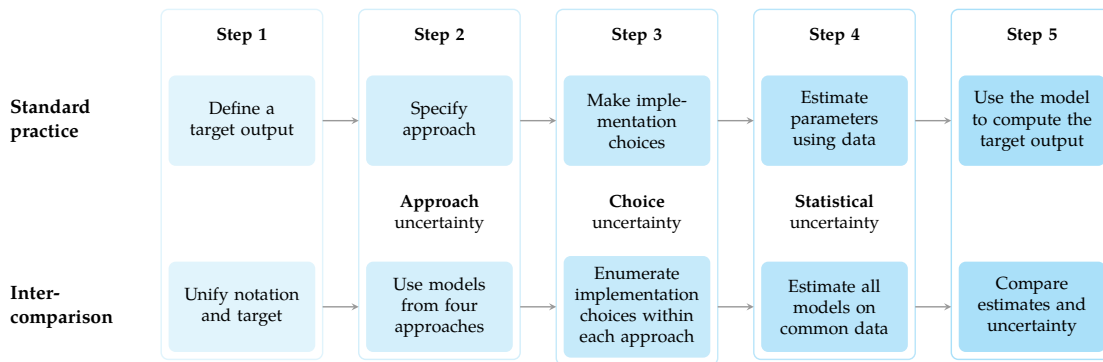 Step 1
Step 2
Step 3
Step 4
Step 5
Standard
practice
Define a
target output
Specify
approach
Make imple-
mentation
choices
Estimate
parameters
using data
Use the model
to compute the
target output
Approach
uncertainty
Choice
uncertainty
Statistical
uncertainty
Inter-
comparison
Unify notation
and target
Use models
from four
approaches
Enumerate
implementation
choices within
each approach
Estimate all
models on
common data
Compare
estimates and
uncertainty